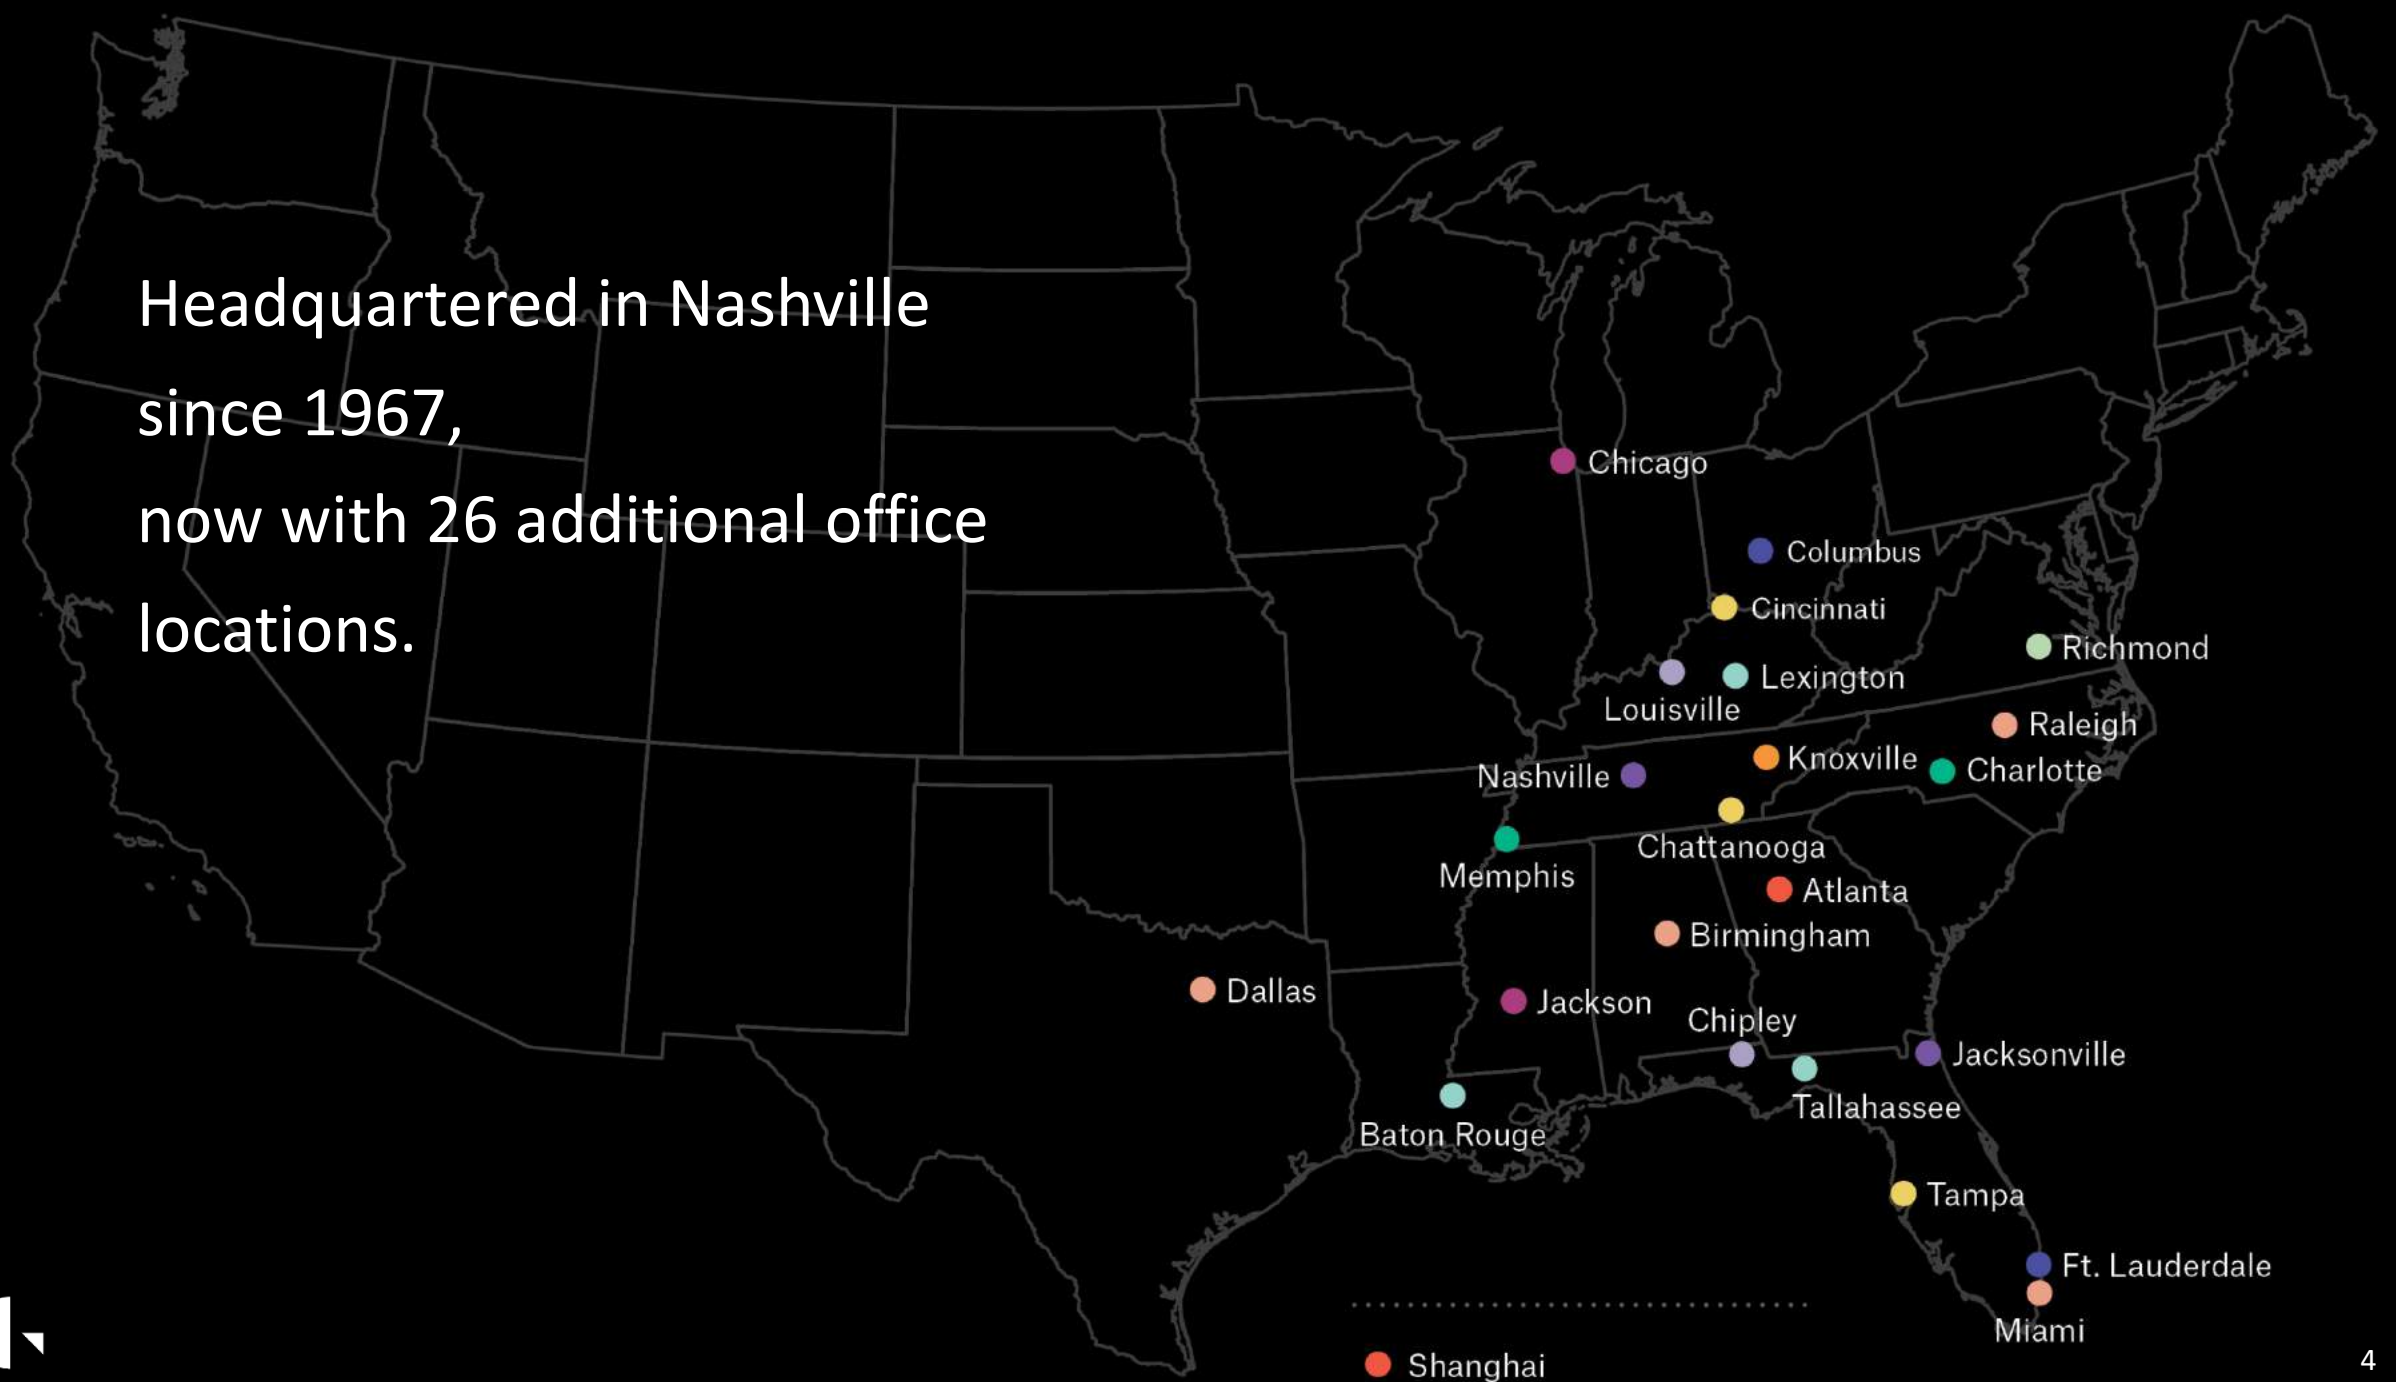 Headquartered in Nashville
since 1967,
now with 26 additional office
locations.
Chicago
Columbus
Cincinnati
Richmond
Lexington
Louisville
Raleigh
Knoxville
Charlotte
Nashville
Chattanooga
Memphis
Atlanta
Birmingham
Dallas
Jackson
Chipley
Jacksonville
Tallahassee
Baton Rouge
Tampa
Ft. Lauderdale
Miami
Shanghai
4